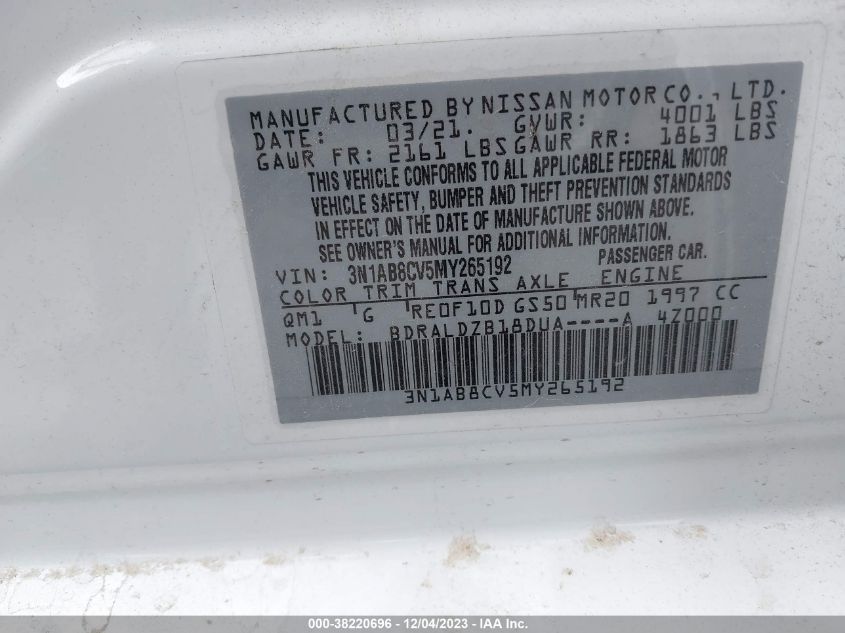 MANUFACTURED BY NISSAN MOTOR CO., LTD.
DATE: 03/21. GVWR: 4001 LBS
GAWR FR: 2161 LBS GAWR RR: 1863 LBS
THIS VEHICLE CONFORMS TO ALL APPLICABLE FEDERAL MOTOR
VEHICLE SAFETY, BUMPER AND THEFT PREVENTION STANDARDS
IN EFFECT ON THE DATE OF MANUFACTURE SHOWN ABOVE.
SEE OWNER'S MANUAL FOR ADDITIONAL INFORMATION.
VIN: 3N1AB8CV5MY265192 PASSENGER CAR.
COLOR TRIM TRANS AXLE ENGINE
QM1 'G 'RE0F10D GS50'MR20 1997 CC
MODEL: BDRALDZB18DUA----A 4Z000
3N1AB8CV5MY265192
000-38220696 - 12/04/2023 - IAA Inc.